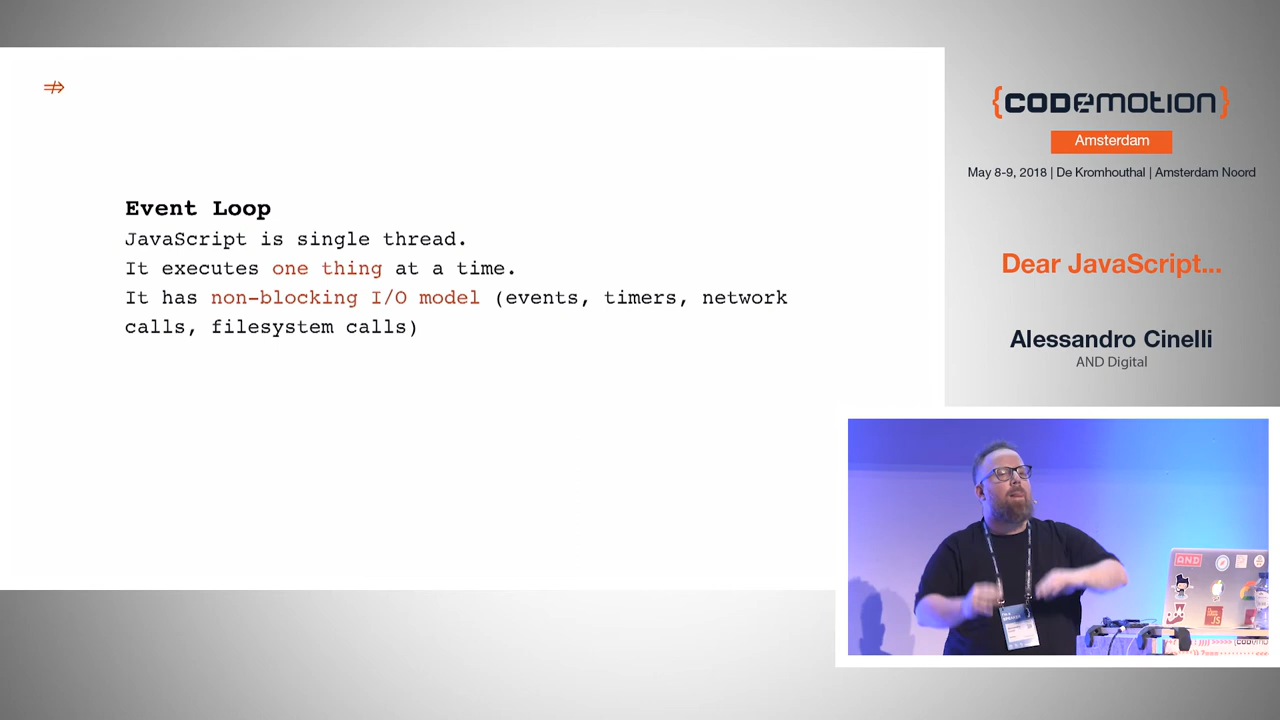 Event Loop
JavaScript is single thread.
It executes one thing at a time.
It has non-blocking I/O model (events, timers, network
calls, filesystem calls)
{CODEMOTION}
Amsterdam
May 8-9, 2018 | De Kromhouthal | Amsterdam Noord
Dear JavaScript...
Alessandro Cinelli
AND Digital
AND
JS